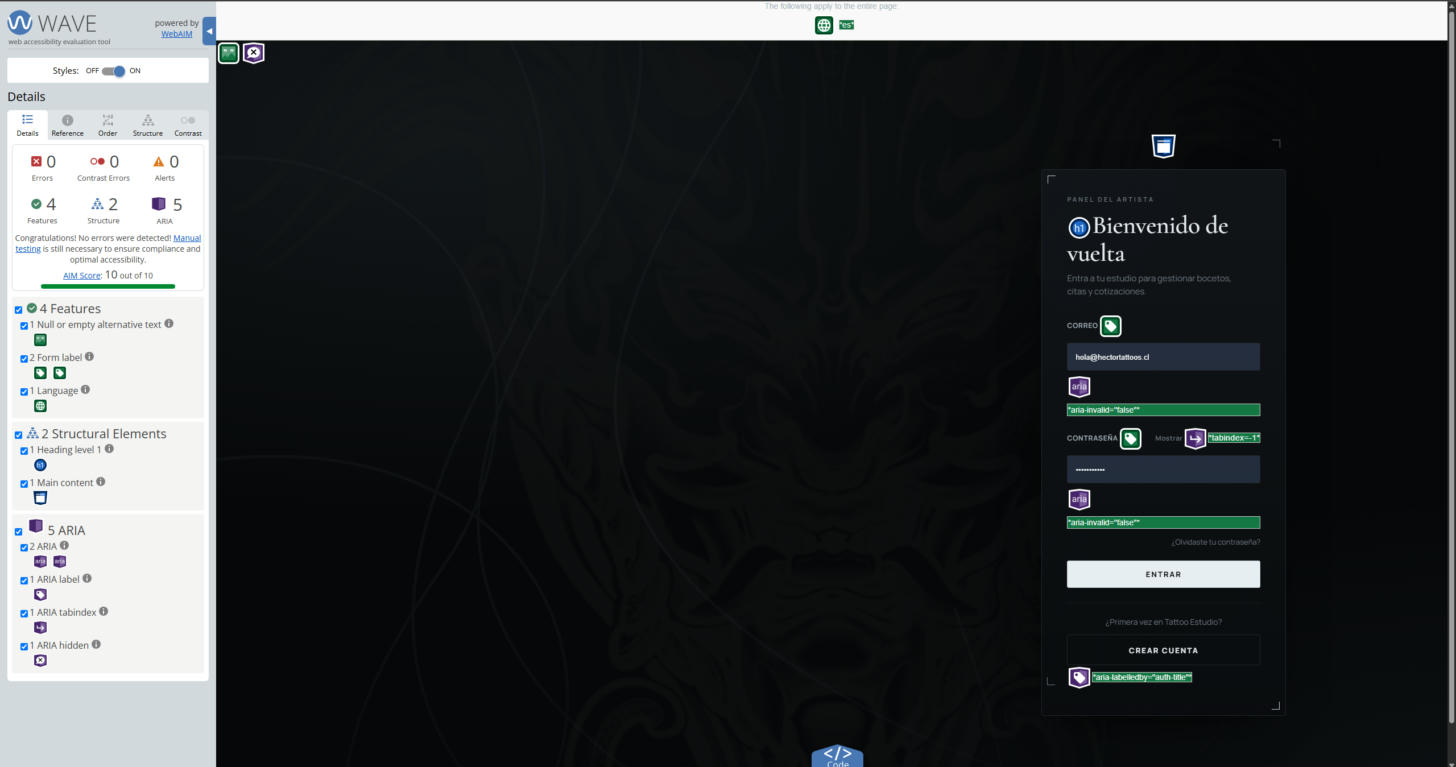 WAVE
web accessibility evaluation tool
powered by
WebAIM
Styles: OFF ON
Details
Details Reference Order Structure Contrast
0 0 0
Errors Contrast Errors Alerts
4 2 5
Features Structure ARIA
Congratulations! No errors were detected! Manual
testing is still necessary to ensure compliance and
optimal accessibility.
AIM Score: 10 out of 10
4 Features
1 Null or empty alternative text
2 Form label
1 Language
2 Structural Elements
1 Heading level 1
h1
1 Main content
5 ARIA
2 ARIA
aria aria
1 ARIA label
1 ARIA tabindex
1 ARIA hidden
The following apply to the entire page:
*"es"*
PANEL DEL ARTISTA
h1 Bienvenido de
vuelta
Entra a tu estudio para gestionar bocetos,
citas y cotizaciones.
CORREO
hola@hectortattoos.cl
aria
*aria-invalid="false"*
CONTRASEÑA Mostrar *tabindex=-1*
aria
*aria-invalid="false"*
¿Olvidaste tu contraseña?
ENTRAR
¿Primera vez en Tattoo Estudio?
CREAR CUENTA
*aria-labelledby="auth-title"*
</>
Code